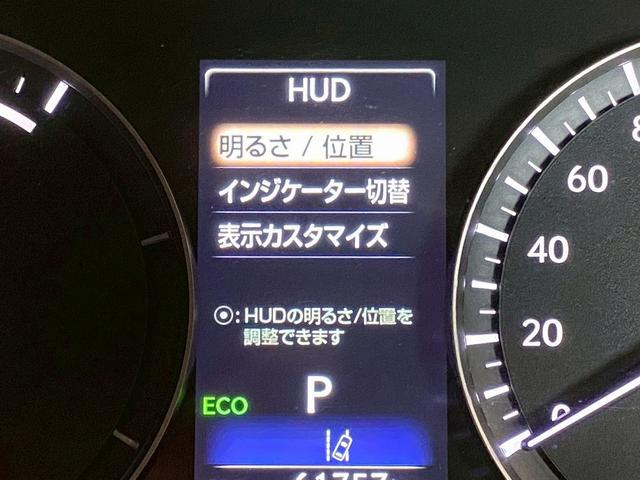 HUD
明るさ / 位置
インジケーター切替
表示カスタマイズ
⦿:HUDの明るさ/位置を
調整できます
P
ECO
60
40
20
0